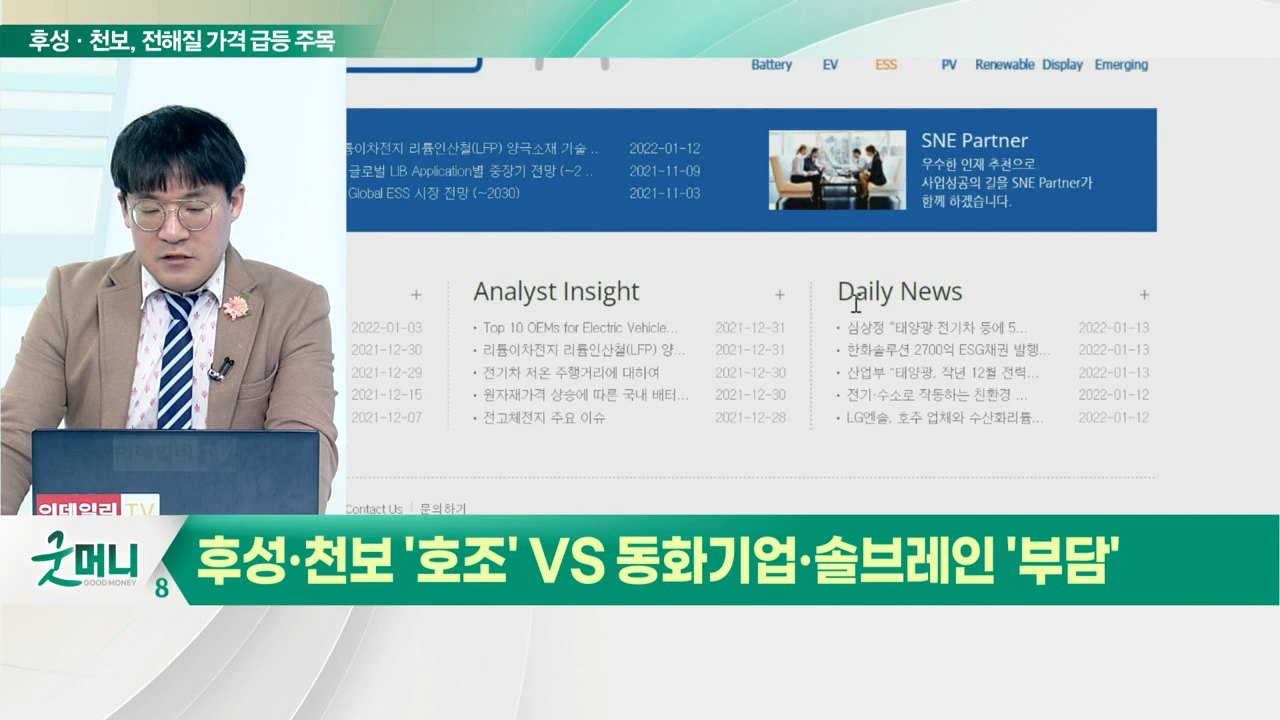 후성·천보, 전해질 가격 급등 주목
Battery EV ESS PV Renewable Display Emerging
륨이차전지 리튬인산철(LFP) 양극소재 기술 .. 2022-01-12
글로벌 LIB Application별 중장기 전망 (~2 .. 2021-11-09
Global ESS 시장 전망 (~2030) 2021-11-03
SNE Partner
우수한 인재 추천으로
사업성공의 길을 SNE Partner가
함께 하겠습니다.
+
2022-01-03
2021-12-30
2021-12-29
2021-12-15
2021-12-07
Analyst Insight +
· Top 10 OEMs for Electric Vehicle... 2021-12-31
· 리튬이차전지 리튬인산철(LFP) 양... 2021-12-31
· 전기차 저온 주행거리에 대하여 2021-12-30
· 원자재가격 상승에 따른 국내 배터... 2021-12-30
· 전고체전지 주요 이슈 2021-12-28
Daily News +
· 심상정 "태양광·전기차 등에 5... 2022-01-13
· 한화솔루션 2700억 ESG채권 발행... 2022-01-13
· 산업부 "태양광, 작년 12월 전력... 2022-01-13
· 전기·수소로 작동하는 친환경 ... 2022-01-12
· LG엔솔, 호주 업체와 수산화리튬... 2022-01-12
Contact Us | 문의하기
이데일리 TV
이데일리 TV
굿머니
GOOD MONEY
8
후성·천보 '호조' VS 동화기업·솔브레인 '부담'